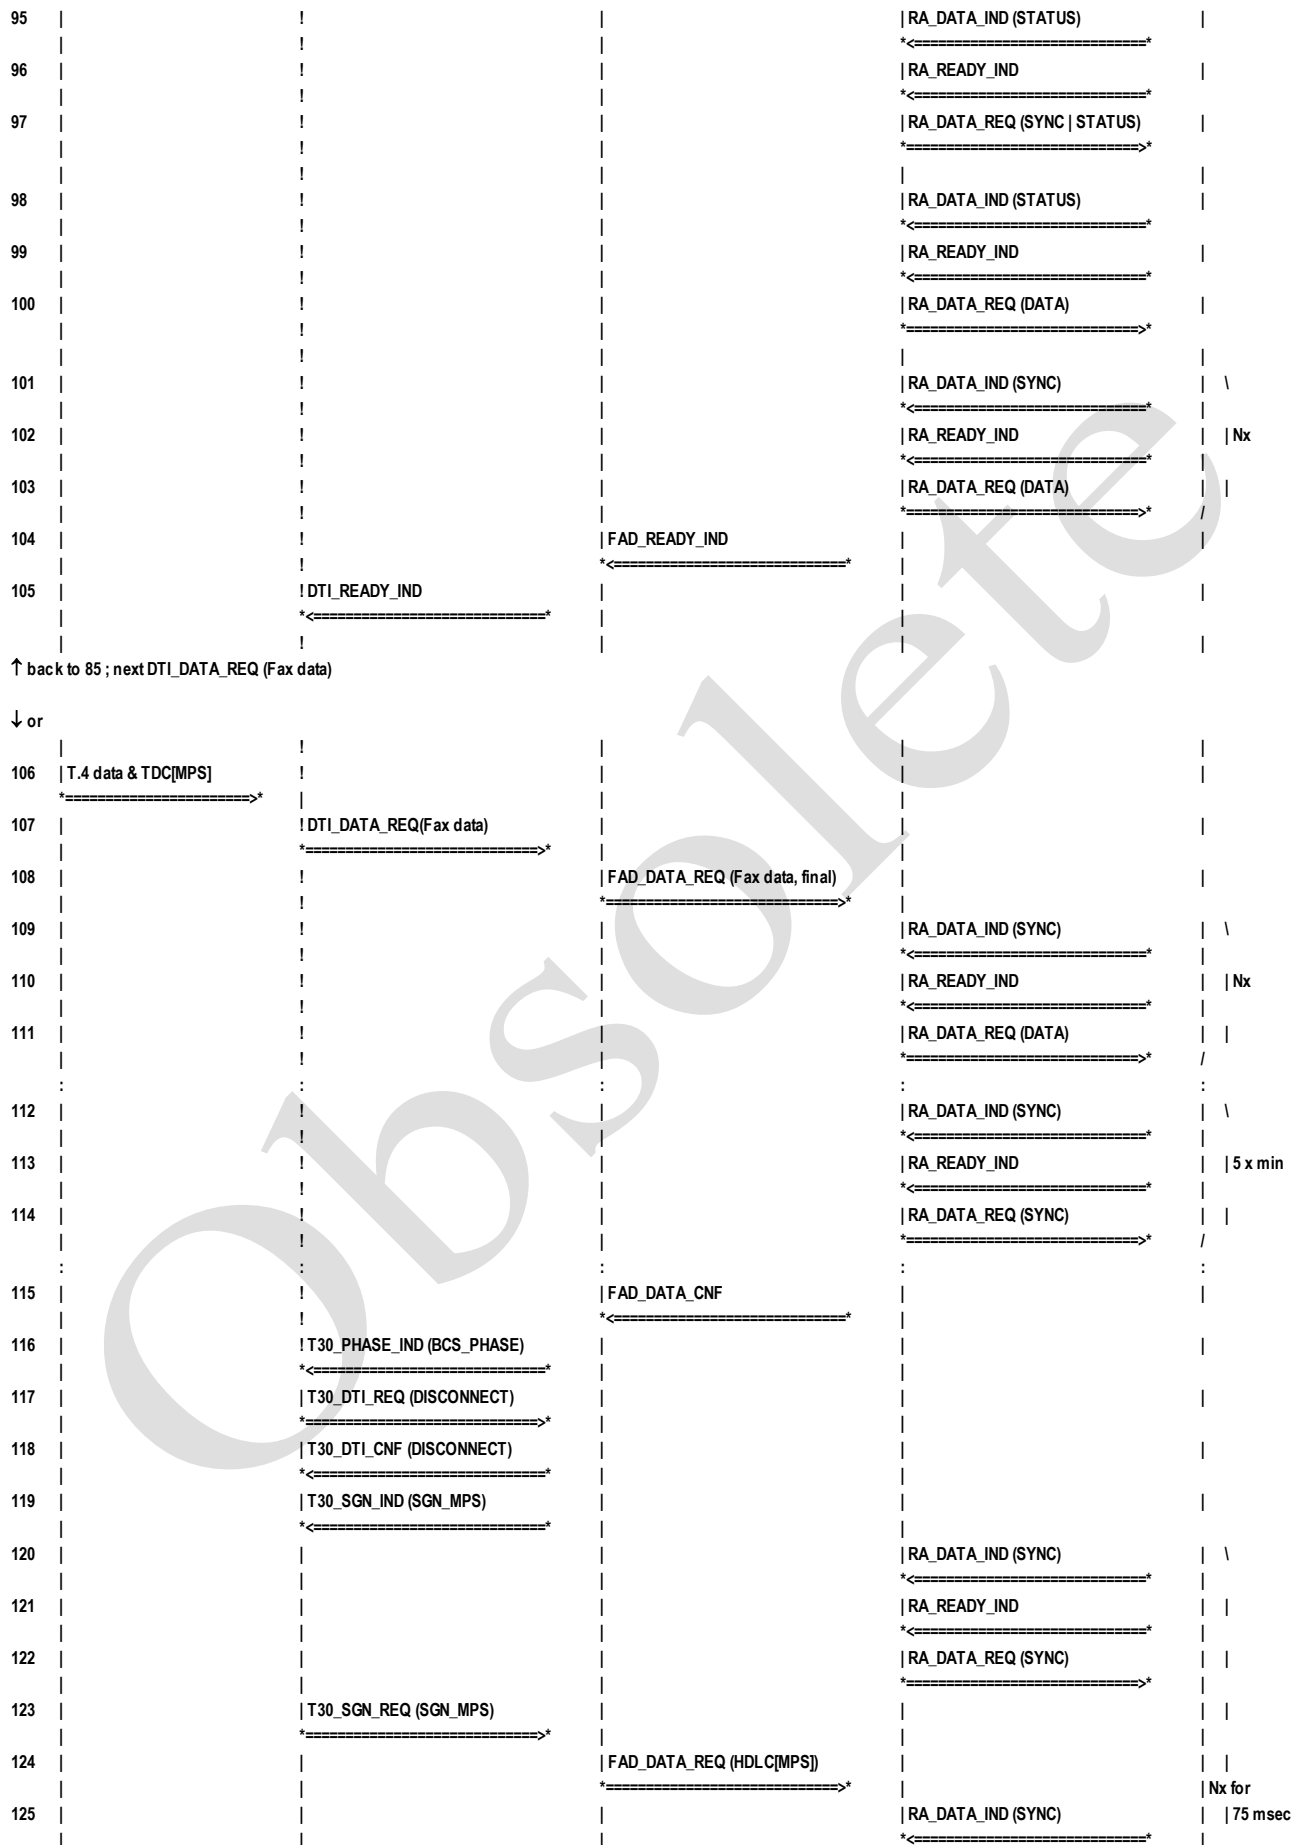 95 | ! | | RA_DATA_IND (STATUS) |
| ! | *<=============================*
96 | ! | | RA_READY_IND |
| ! | *<=============================*
97 | ! | | RA_DATA_REQ (SYNC | STATUS) |
| ! | *=============================>*
| ! | | |
98 | ! | | RA_DATA_IND (STATUS) |
| ! | *<=============================*
99 | ! | | RA_READY_IND |
| ! | *<=============================*
100 | ! | | RA_DATA_REQ (DATA) |
| ! | *=============================>*
| ! | | |
101 | ! | | RA_DATA_IND (SYNC) | \
| ! | *<=============================* |
102 | ! | | RA_READY_IND | | Nx
| ! | *<=============================* |
103 | ! | | RA_DATA_REQ (DATA) | |
| ! | *=============================>* /
104 | ! | FAD_READY_IND | |
| ! *<=============================* |
105 | ! DTI_READY_IND | | |
| *<=============================* | |
| ! | | |
↑ back to 85 ; next DTI_DATA_REQ (Fax data)
↓ or
| ! | | |
106 | T.4 data & TDC[MPS] ! | | |
*=======================>* | | |
107 | ! DTI_DATA_REQ(Fax data) | | |
| *=============================>* | |
108 | ! | FAD_DATA_REQ (Fax data, final) | |
| ! *=============================>* |
109 | ! | | RA_DATA_IND (SYNC) | \
| ! | *<=============================* |
110 | ! | | RA_READY_IND | | Nx
| ! | *<=============================* |
111 | ! | | RA_DATA_REQ (DATA) | |
| ! | *=============================>* /
: : : : :
112 | ! | | RA_DATA_IND (SYNC) | \
| ! | *<=============================* |
113 | ! | | RA_READY_IND | | 5 x min
| ! | *<=============================* |
114 | ! | | RA_DATA_REQ (SYNC) | |
| ! | *=============================>* /
: : : : :
115 | ! | FAD_DATA_CNF | |
| ! *<=============================* |
116 | ! T30_PHASE_IND (BCS_PHASE) | | |
| *<=============================* | |
117 | | T30_DTI_REQ (DISCONNECT) | | |
| *=============================>* | |
118 | | T30_DTI_CNF (DISCONNECT) | | |
| *<=============================* | |
119 | | T30_SGN_IND (SGN_MPS) | | |
| *<=============================* | |
120 | | | | RA_DATA_IND (SYNC) | \
| | | *<=============================* |
121 | | | | RA_READY_IND | |
| | | *<=============================* |
122 | | | | RA_DATA_REQ (SYNC) | |
| | | *=============================>* |
123 | | T30_SGN_REQ (SGN_MPS) | | | |
| *=============================>* | | |
124 | | | FAD_DATA_REQ (HDLC[MPS]) | | |
| | *=============================>* | | Nx for
125 | | | | RA_DATA_IND (SYNC) | | 75 msec
| | | *<=============================* |
Obsolete